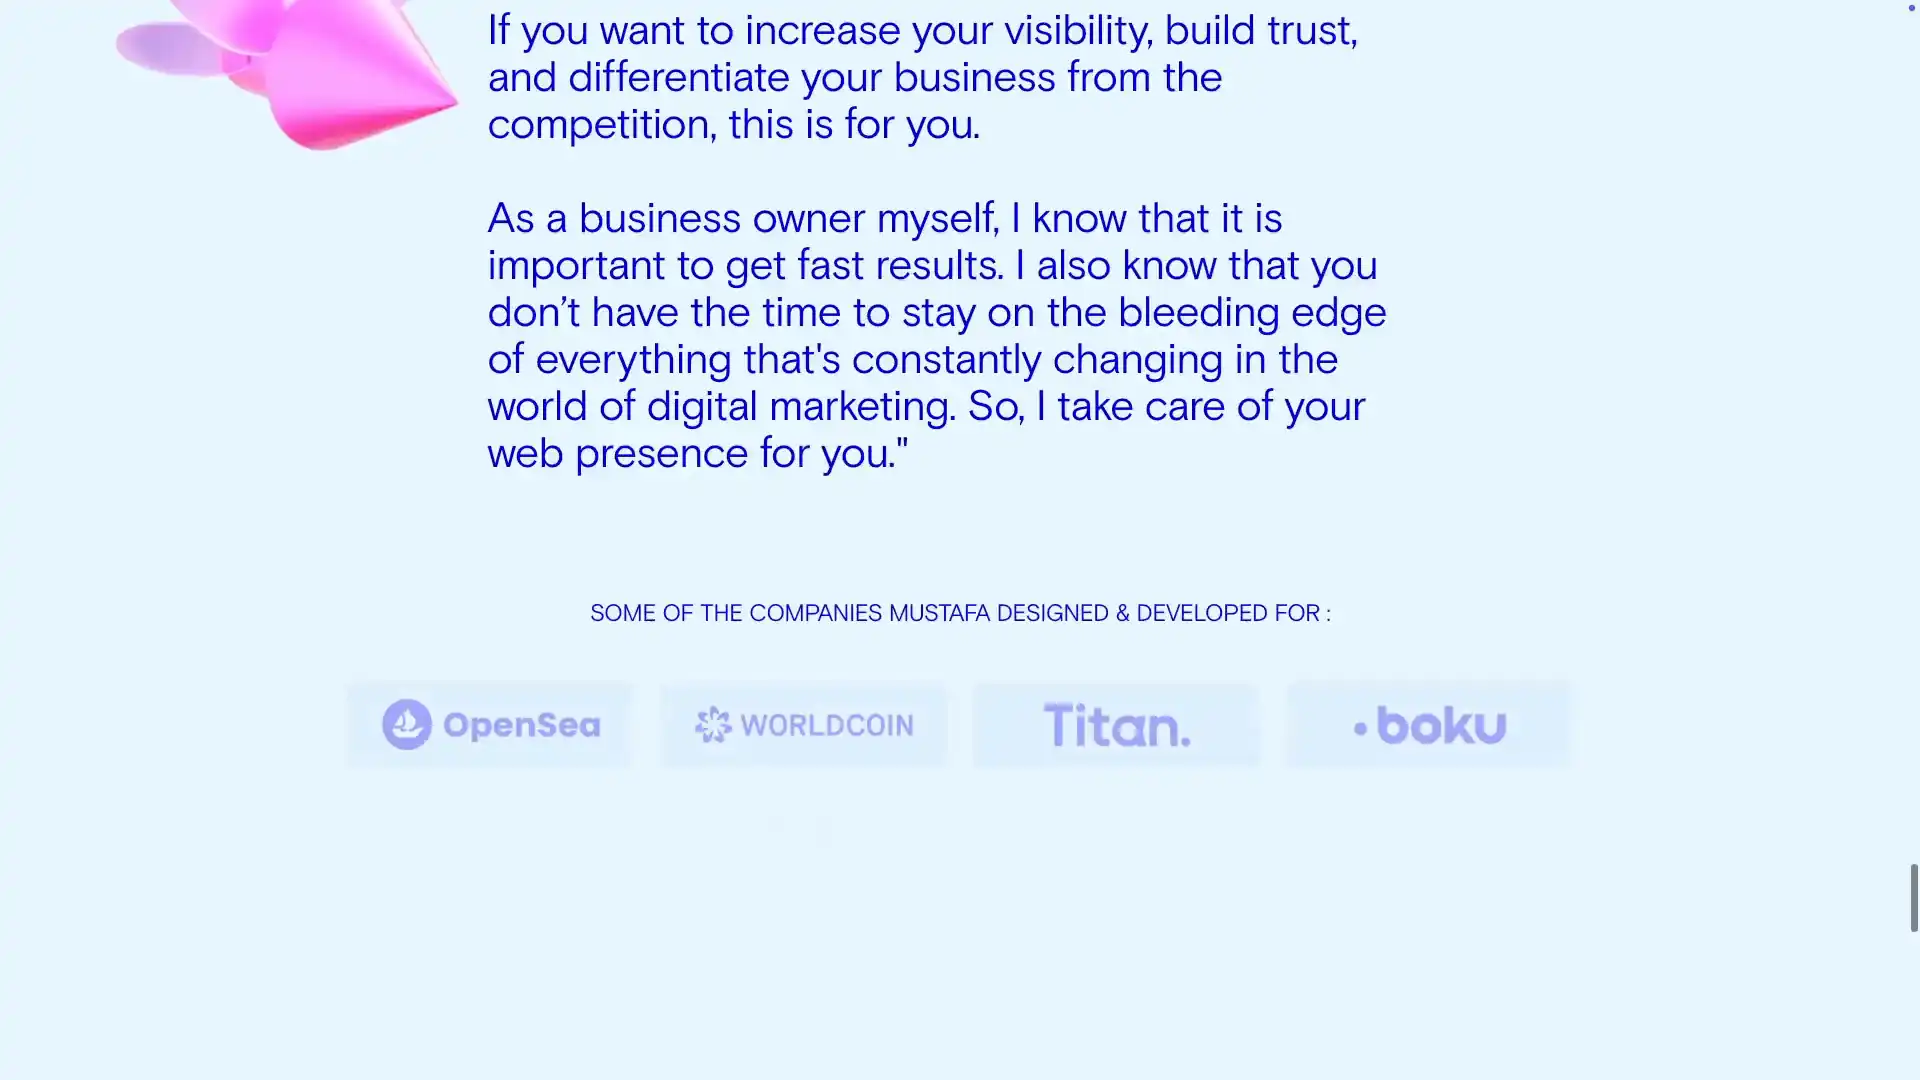 If you want to increase your visibility, build trust,
and differentiate your business from the
competition, this is for you.
As a business owner myself, I know that it is
important to get fast results. I also know that you
don’t have the time to stay on the bleeding edge
of everything that's constantly changing in the
world of digital marketing. So, I take care of your
web presence for you."
SOME OF THE COMPANIES MUSTAFA DESIGNED & DEVELOPED FOR :
OpenSea
WORLDCOIN
Titan.
boku